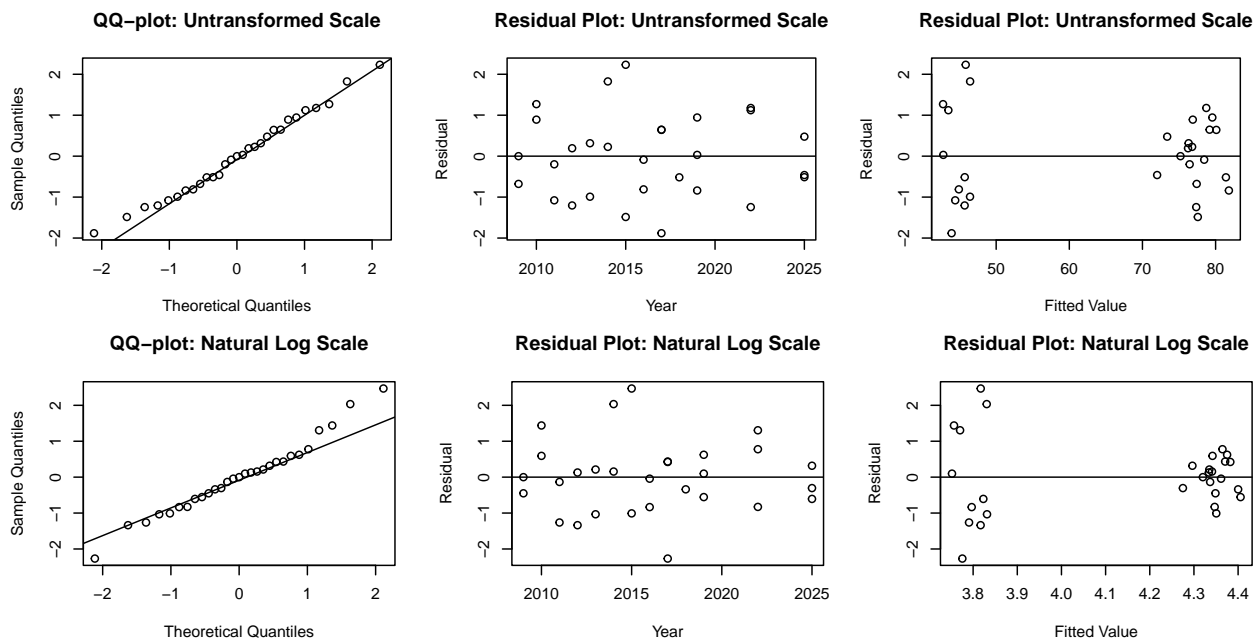 QQ−plot: Untransformed Scale
Sample Quantiles
2
1
0
−1
−2
−2 −1 0 1 2
Theoretical Quantiles
Residual Plot: Untransformed Scale
Residual
2
1
0
−1
−2
2010 2015 2020 2025
Year
Residual Plot: Untransformed Scale
Residual
2
1
0
−1
−2
50 60 70 80
Fitted Value
QQ−plot: Natural Log Scale
Sample Quantiles
2
1
0
−1
−2
−2 −1 0 1 2
Theoretical Quantiles
Residual Plot: Natural Log Scale
Residual
2
1
0
−1
−2
2010 2015 2020 2025
Year
Residual Plot: Natural Log Scale
Residual
2
1
0
−1
−2
3.8 3.9 4.0 4.1 4.2 4.3 4.4
Fitted Value